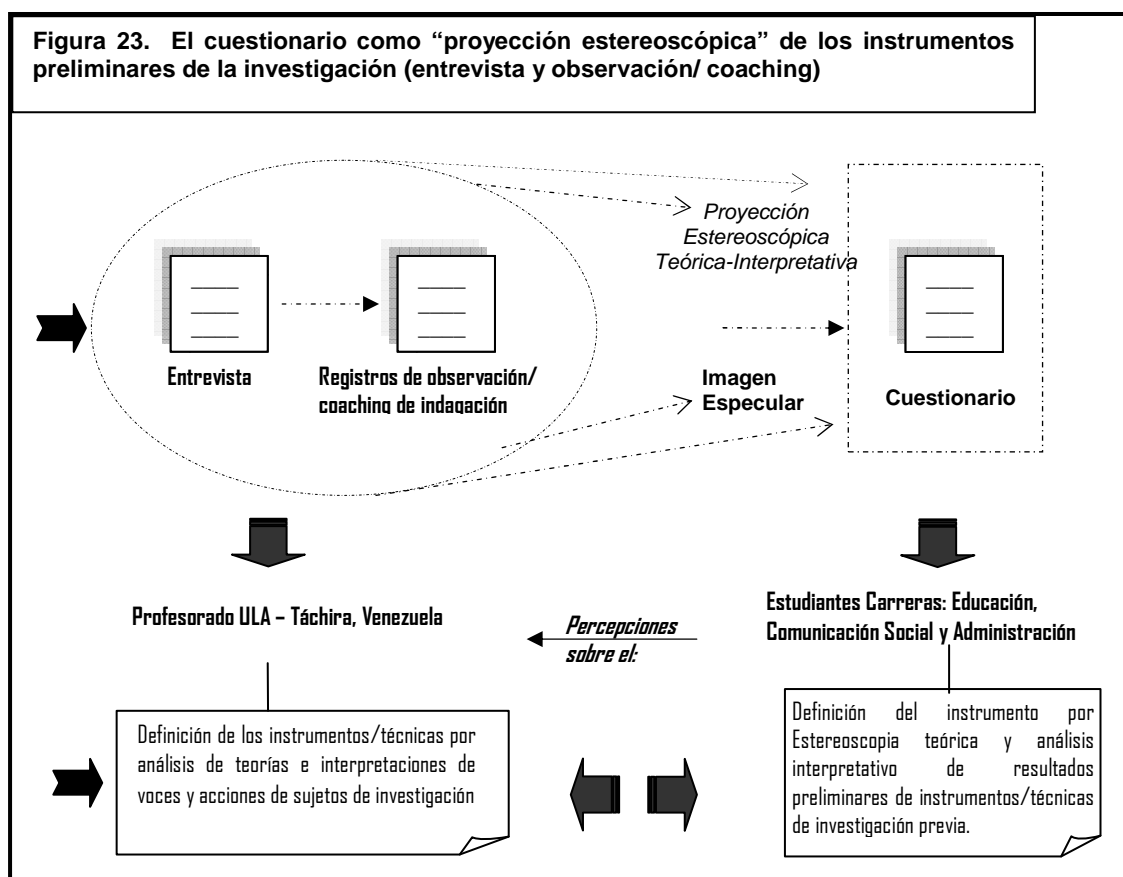 Figura 23. El cuestionario como “proyección estereoscópica” de los instrumentos
preliminares de la investigación (entrevista y observación/ coaching)
Proyección
Estereoscópica
Teórica-Interpretativa
Entrevista
Registros de observación/
coaching de indagación
Imagen
Especular
Cuestionario
Profesorado ULA – Táchira, Venezuela
Percepciones
sobre el:
Estudiantes Carreras: Educación,
Comunicación Social y Administración
Definición de los instrumentos/técnicas por
análisis de teorías e interpretaciones de
voces y acciones de sujetos de investigación
Definición del instrumento por
Estereoscopia teórica y análisis
interpretativo de resultados
preliminares de instrumentos/técnicas
de investigación previa.